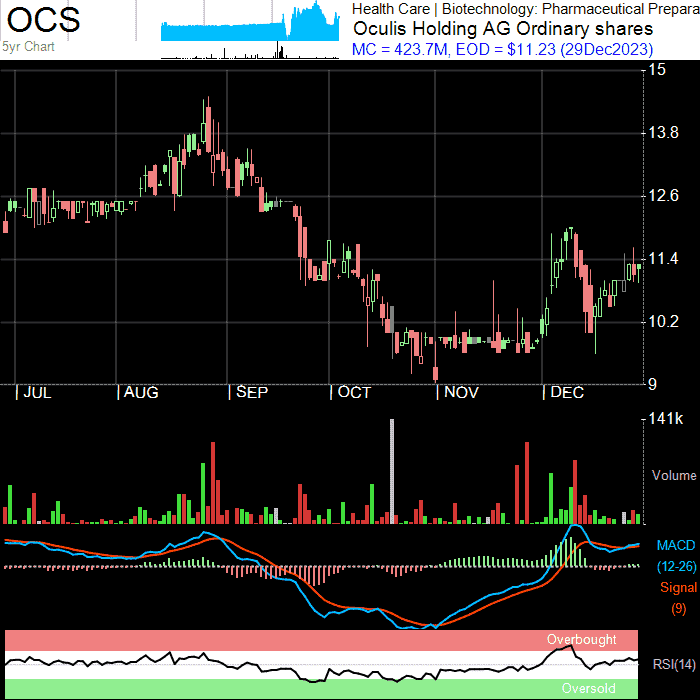 OCS
5yr Chart
Health Care | Biotechnology: Pharmaceutical Prepara
Oculis Holding AG Ordinary shares
MC = 423.7M, EOD = $11.23 (29Dec2023)
15
13.8
12.6
11.4
10.2
9
JUL AUG SEP OCT NOV DEC
141k
Volume
MACD
(12-26)
Signal
(9)
Overbought
RSI(14)
Oversold